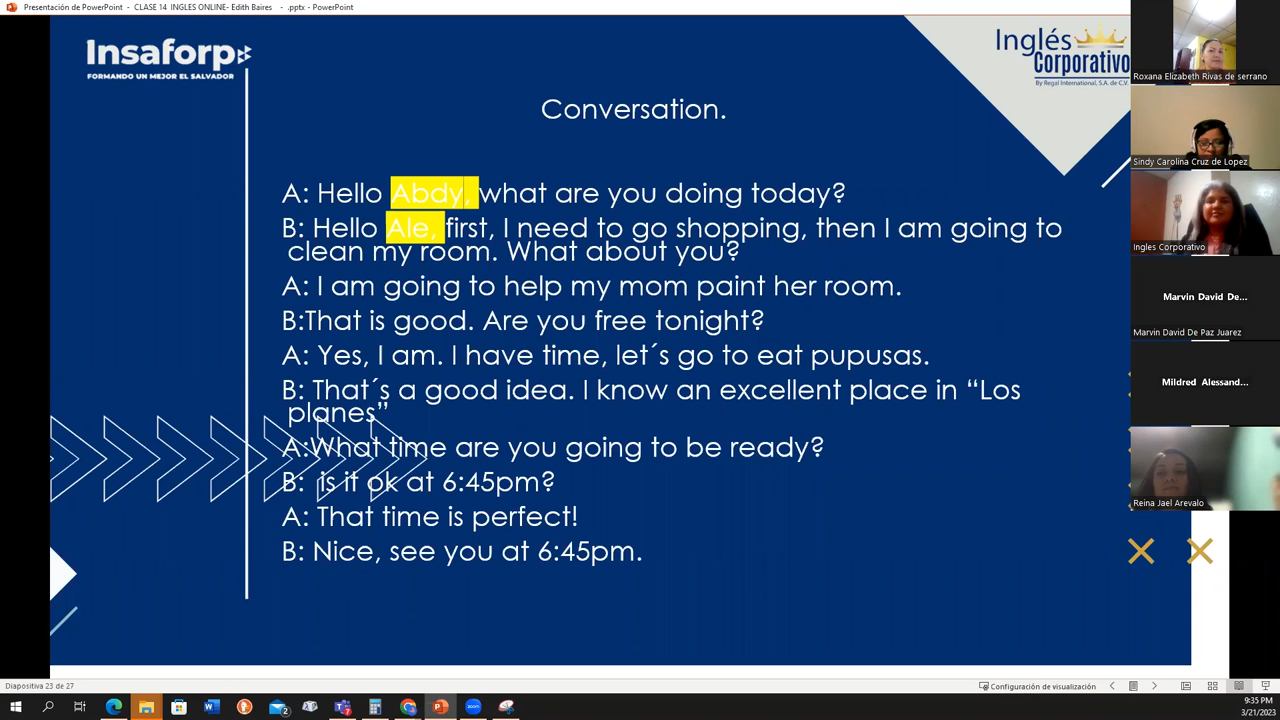 Presentación de PowerPoint - CLASE 14 INGLES ONLINE- Edith Baires - .pptx - PowerPoint
Insaforp
FORMANDO UN MEJOR EL SALVADOR
Inglés
Corporativo
By Regal International, S.A. de C.V.
Conversation.
A: Hello Abdy, what are you doing today?
B: Hello Ale, first, I need to go shopping, then I am going to
clean my room. What about you?
A: I am going to help my mom paint her room.
B:That is good. Are you free tonight?
A: Yes, I am. I have time, let´s go to eat pupusas.
B: That´s a good idea. I know an excellent place in “Los
planes”
A:What time are you going to be ready?
B:  is it ok at 6:45pm?
A: That time is perfect!
B: Nice, see you at 6:45pm.
Roxana Elizabeth Rivas de serrano
Sindy Carolina Cruz de Lopez
Ingles Corporativo
Marvin David De...
Marvin David De Paz Juarez
Mildred Alessand...
Reina Jael Arevalo
Diapositiva 23 de 27
Configuración de visualización
9:35 PM
3/21/2023